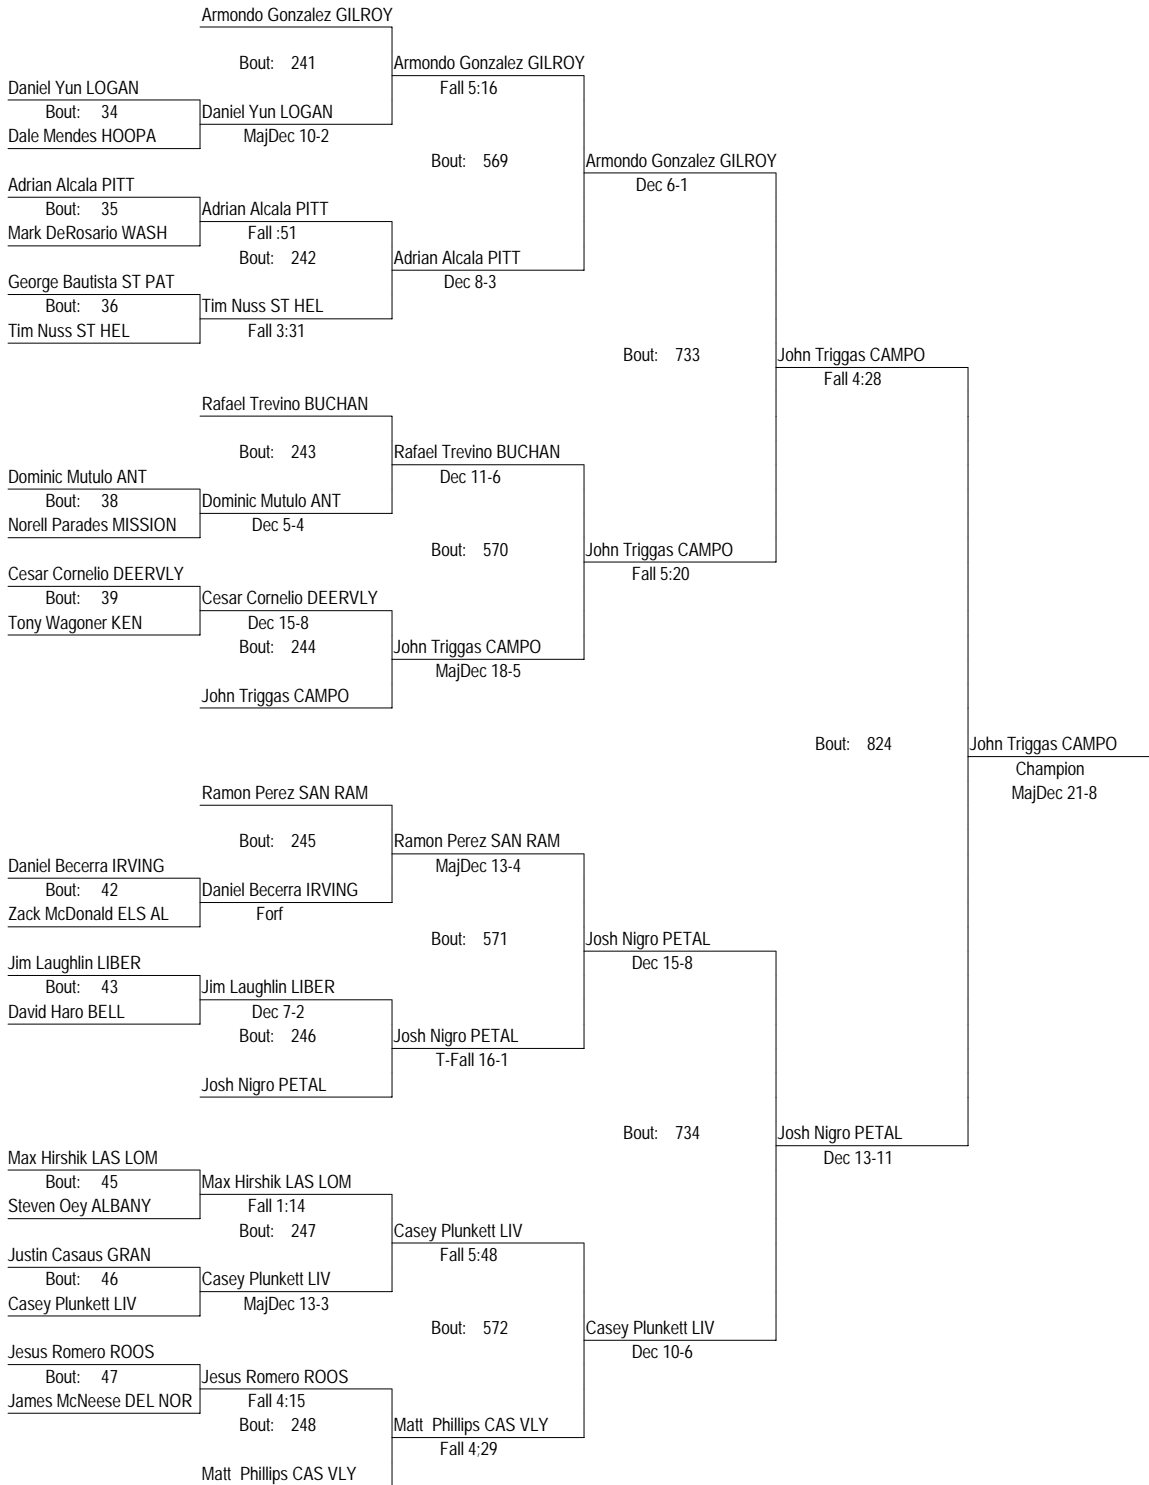 Armondo Gonzalez GILROY
Bout: 241 Armondo Gonzalez GILROY
Daniel Yun LOGAN Fall 5:16
Bout: 34 Daniel Yun LOGAN
Dale Mendes HOOPA MajDec 10-2
Bout: 569 Armondo Gonzalez GILROY
Adrian Alcala PITT Dec 6-1
Bout: 35 Adrian Alcala PITT
Mark DeRosario WASH Fall :51
Bout: 242 Adrian Alcala PITT
George Bautista ST PAT Dec 8-3
Bout: 36 Tim Nuss ST HEL
Tim Nuss ST HEL Fall 3:31
Bout: 733 John Triggas CAMPO
Fall 4:28
Rafael Trevino BUCHAN
Bout: 243 Rafael Trevino BUCHAN
Dominic Mutulo ANT Dec 11-6
Bout: 38 Dominic Mutulo ANT
Norell Parades MISSION Dec 5-4
Bout: 570 John Triggas CAMPO
Cesar Cornelio DEERVLY Fall 5:20
Bout: 39 Cesar Cornelio DEERVLY
Tony Wagoner KEN Dec 15-8
Bout: 244 John Triggas CAMPO
MajDec 18-5
John Triggas CAMPO
Bout: 824 John Triggas CAMPO
Champion
Ramon Perez SAN RAM MajDec 21-8
Bout: 245 Ramon Perez SAN RAM
Daniel Becerra IRVING MajDec 13-4
Bout: 42 Daniel Becerra IRVING
Zack McDonald ELS AL Forf
Bout: 571 Josh Nigro PETAL
Jim Laughlin LIBER Dec 15-8
Bout: 43 Jim Laughlin LIBER
David Haro BELL Dec 7-2
Bout: 246 Josh Nigro PETAL
T-Fall 16-1
Josh Nigro PETAL
Bout: 734 Josh Nigro PETAL
Max Hirshik LAS LOM Dec 13-11
Bout: 45 Max Hirshik LAS LOM
Steven Oey ALBANY Fall 1:14
Bout: 247 Casey Plunkett LIV
Justin Casaus GRAN Fall 5:48
Bout: 46 Casey Plunkett LIV
Casey Plunkett LIV MajDec 13-3
Bout: 572 Casey Plunkett LIV
Jesus Romero ROOS Dec 10-6
Bout: 47 Jesus Romero ROOS
James McNeese DEL NOR Fall 4:15
Bout: 248 Matt Phillips CAS VLY
Fall 4;29
Matt Phillips CAS VLY